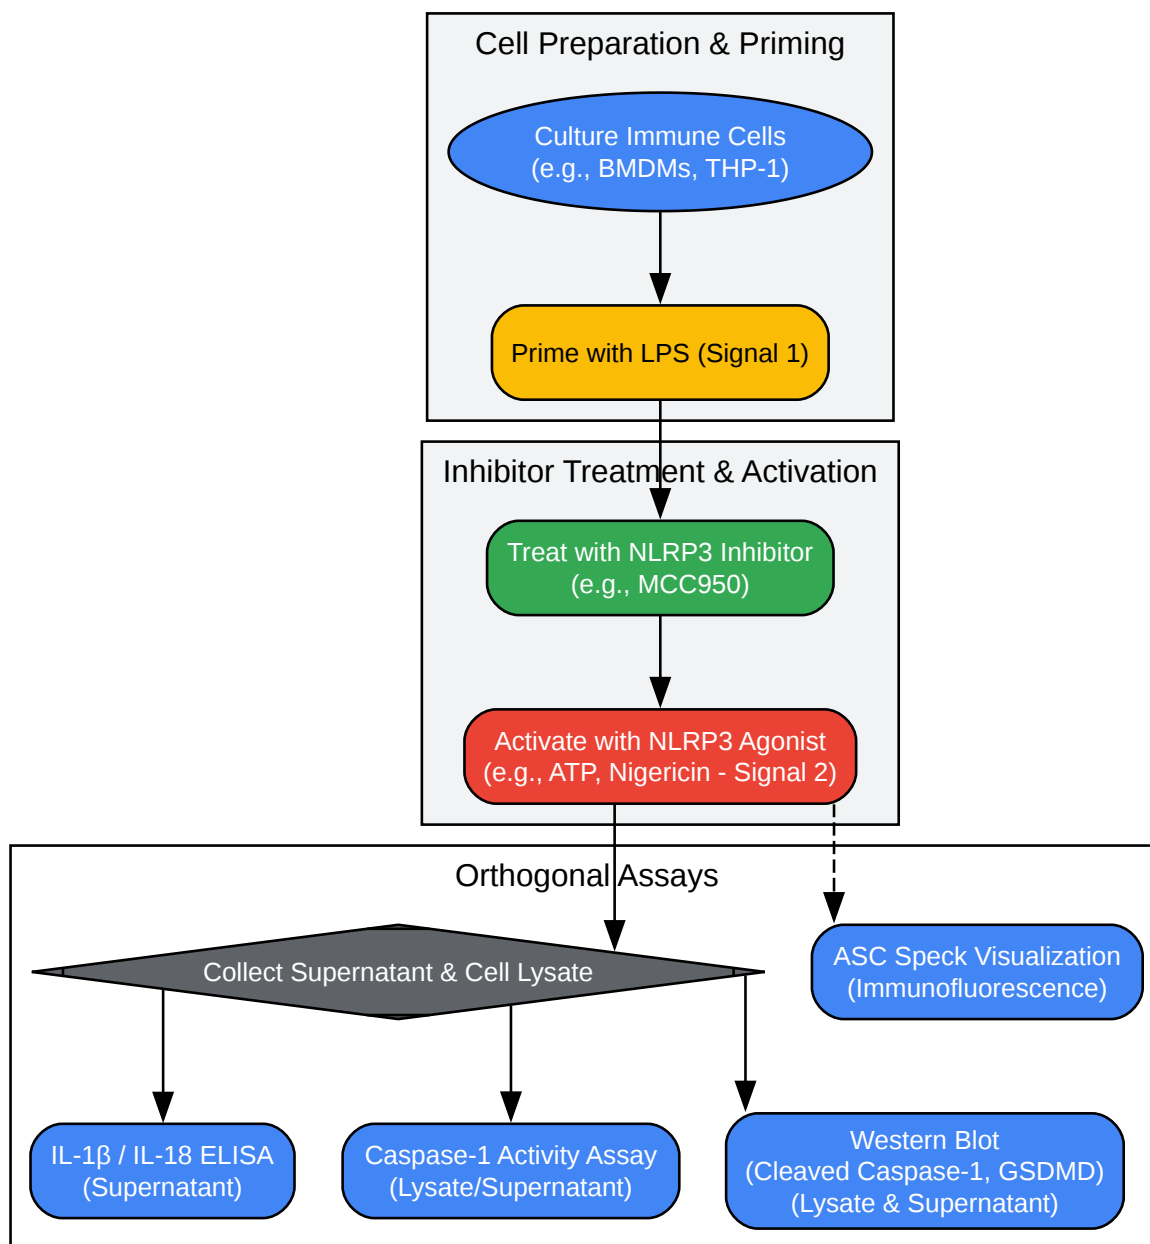 Cell Preparation & Priming
Culture Immune Cells
(e.g., BMDMs, THP-1)
Prime with LPS (Signal 1)
Inhibitor Treatment & Activation
Treat with NLRP3 Inhibitor
(e.g., MCC950)
Activate with NLRP3 Agonist
(e.g., ATP, Nigericin - Signal 2)
Orthogonal Assays
Collect Supernatant & Cell Lysate
ASC Speck Visualization
(Immunofluorescence)
IL-1β / IL-18 ELISA
(Supernatant)
Caspase-1 Activity Assay
(Lysate/Supernatant)
Western Blot
(Cleaved Caspase-1, GSDMD)
(Lysate & Supernatant)